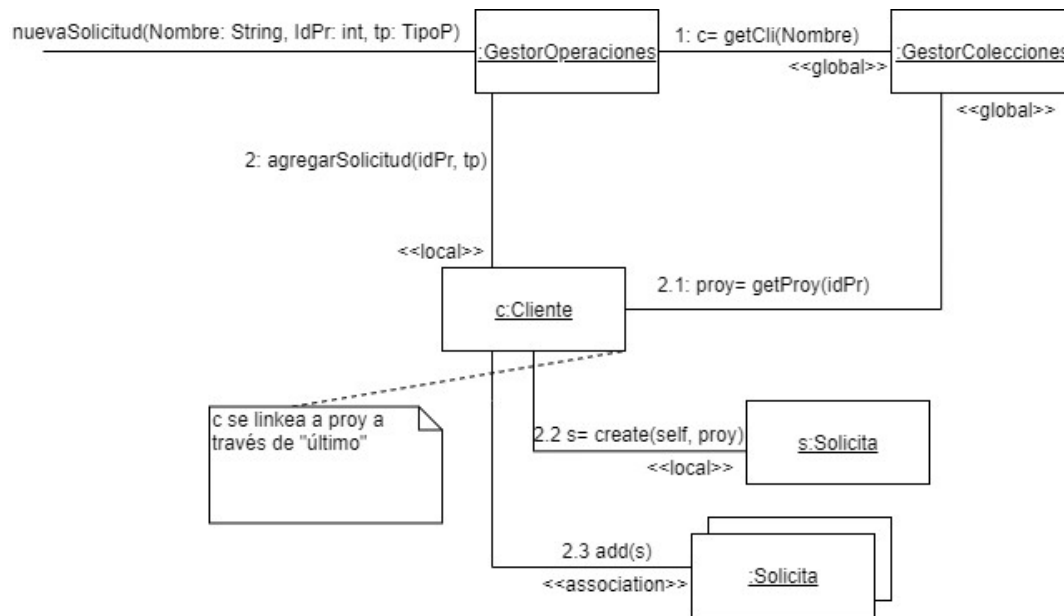 nuevaSolicitud(Nombre: String, IdPr: int, tp: TipoP)
:GestorOperaciones
1: c= getCli(Nombre)
<<global>>
:GestorColecciones
<<global>>
2: agregarSolicitud(idPr, tp)
<<local>>
c:Cliente
2.1: proy= getProy(idPr)
c se linkea a proy a
través de "último"
2.2 s= create(self, proy)
<<local>>
s:Solicita
2.3 add(s)
<<association>>
:Solicita